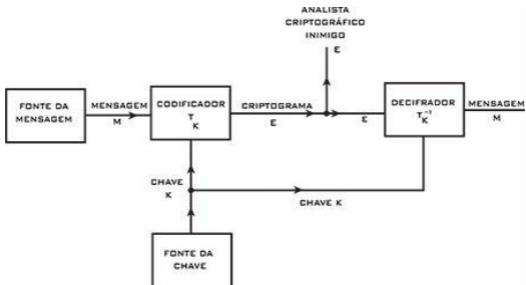 ANALISTA
CRIPTOGRÁFICO
INIMIGO
E
FONTE DA
MENSAGEM
MENSAGEM
M
CODIFICADOR
T
K
CRIPTOGRAMA
E
E
DECIFRADOR
T K ⁻¹
MENSAGEM
M
CHAVE
K
CHAVE K
FONTE DA
CHAVE